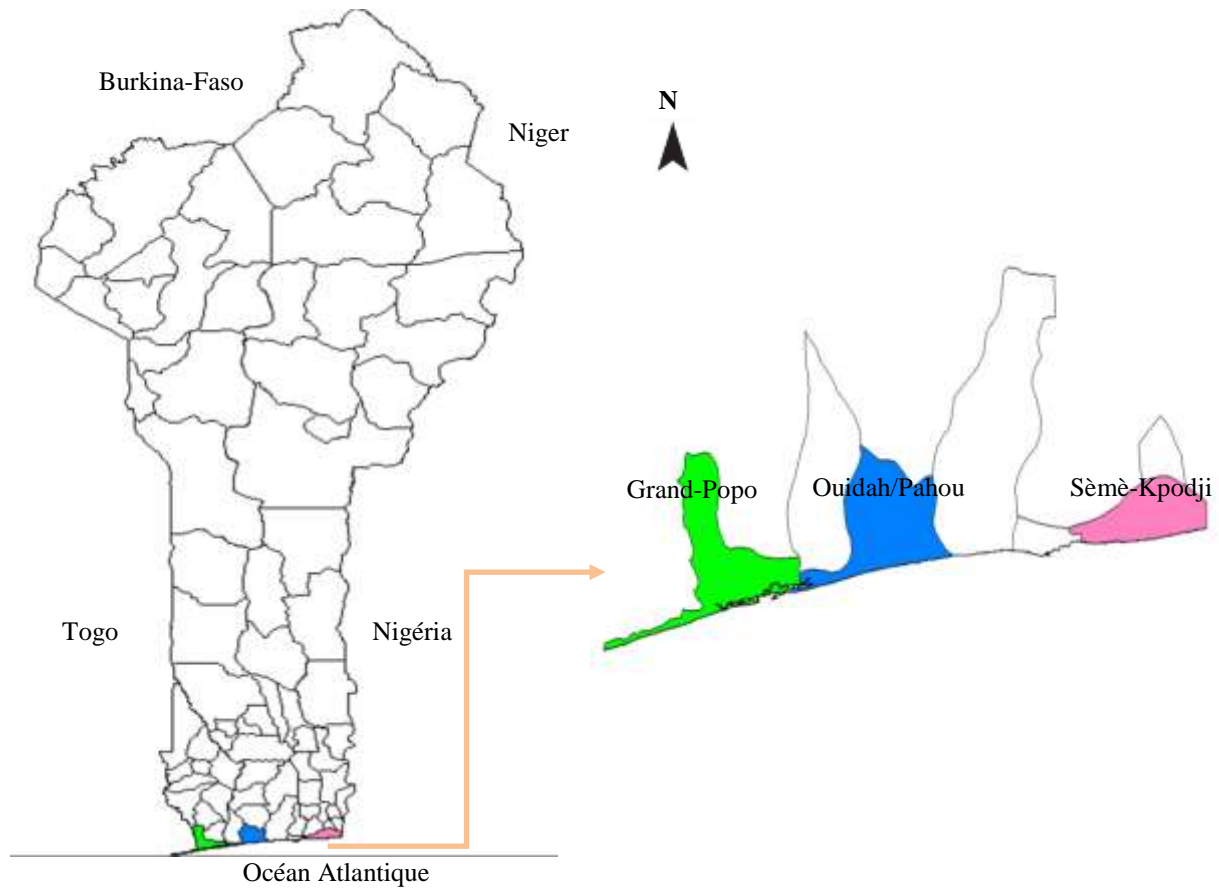 Burkina-Faso
Niger
N
Grand-Popo
Ouidah/Pahou
Sèmè-Kpodji
Togo
Nigéria
Océan Atlantique